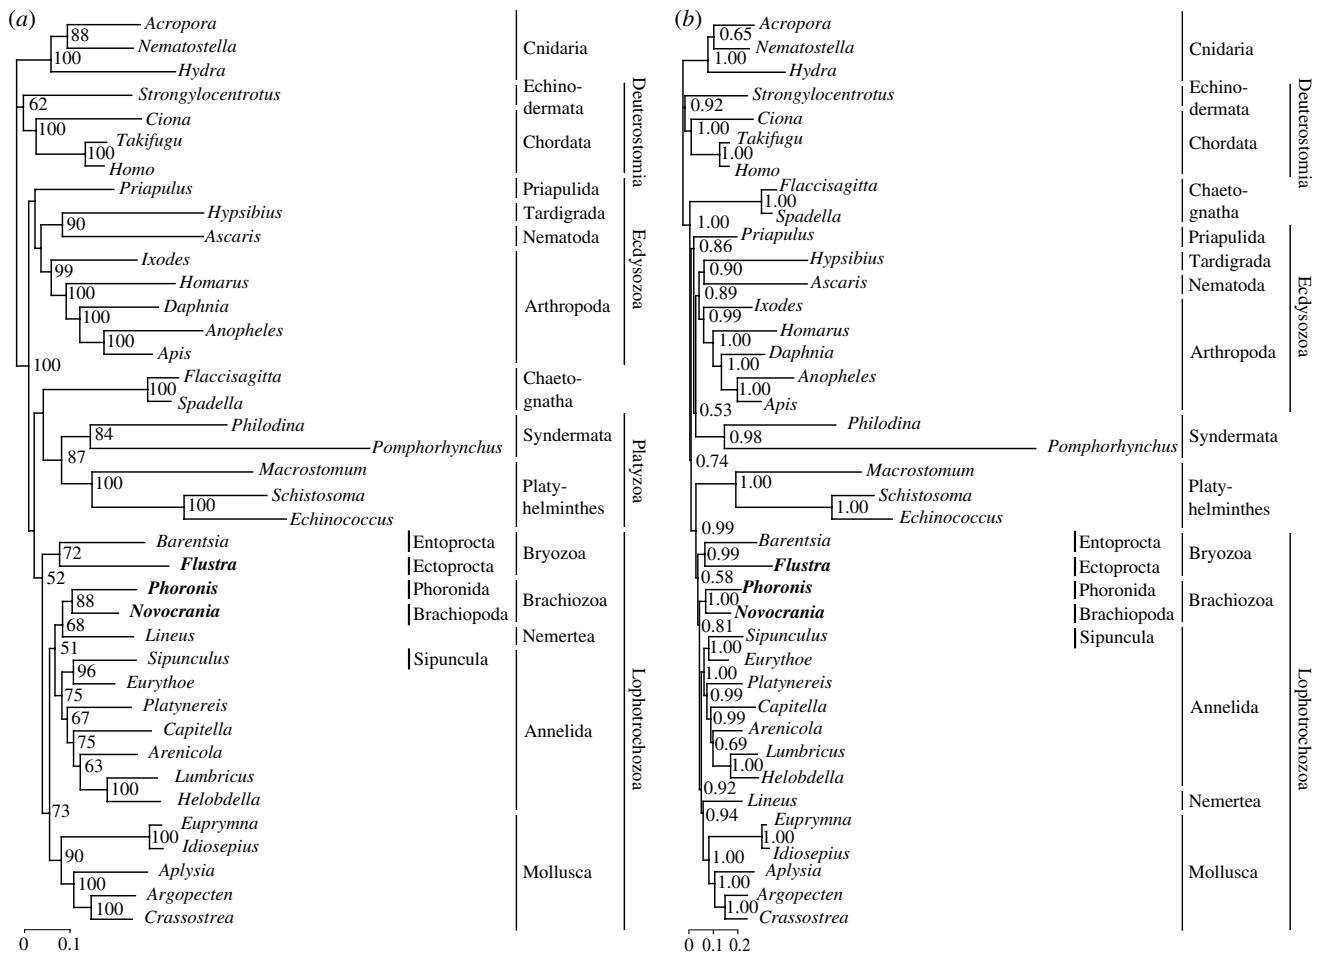 (a)
Acropora
88
Nematostella
100
Hydra
Cnidaria
Strongylocentrotus
62
Echino-
dermata
Ciona
100
Takifugu
100
Homo
Chordata
Deuterostomia
Priapulus
Priapulida
Hypsibius
Tardigrada
90
Ascaris
Nematoda
Ixodes
99
Homarus
100
Daphnia
100
Anopheles
100
Apis
Arthropoda
Ecdysozoa
100
Flaccisagitta
100
Spadella
Chaeto-
gnatha
Philodina
84
Pomphorhynchus
Syndermata
87
Macrostomum
100
Schistosoma
100
Echinococcus
Platy-
helminthes
Platyzoa
Barentsia
Entoprocta
72
Flustra
Ectoprocta
Bryozoa
52
Phoronis
Phoronida
88
Novocrania
Brachiopoda
Brachiozoa
68
Lineus
Nemertea
51
Sipunculus
Sipuncula
96
Eurythoe
75
Platynereis
67
Capitella
75
Arenicola
63
Lumbricus
100
Helobdella
Annelida
73
Euprymna
100
Idiosepius
90
Aplysia
100
Argopecten
100
Crassostrea
Mollusca
Lophotrochozoa
0 0.1
(b)
Acropora
0.65
Nematostella
1.00
Hydra
Cnidaria
Strongylocentrotus
0.92
Echino-
dermata
Ciona
1.00
Takifugu
1.00
Homo
Chordata
Deuterostomia
Flaccisagitta
1.00
Spadella
Chaeto-
gnatha
1.00
Priapulus
Priapulida
0.86
Hypsibius
Tardigrada
0.90
Ascaris
Nematoda
0.89
Ixodes
0.99
Homarus
1.00
Daphnia
1.00
Anopheles
1.00
Apis
Arthropoda
Ecdysozoa
0.53
Philodina
0.98
Pomphorhynchus
Syndermata
0.74
Macrostomum
1.00
Schistosoma
1.00
Echinococcus
Platy-
helminthes
0.99
Barentsia
Entoprocta
0.99
Flustra
Ectoprocta
Bryozoa
0.58
Phoronis
Phoronida
1.00
Novocrania
Brachiopoda
Brachiozoa
0.81
Sipunculus
Sipuncula
1.00
Eurythoe
1.00
Platynereis
0.99
Capitella
0.99
Arenicola
0.69
Lumbricus
1.00
Helobdella
Annelida
0.92
Lineus
Nemertea
0.94
Euprymna
1.00
Idiosepius
1.00
Aplysia
1.00
Argopecten
1.00
Crassostrea
Mollusca
Lophotrochozoa
0 0.1 0.2